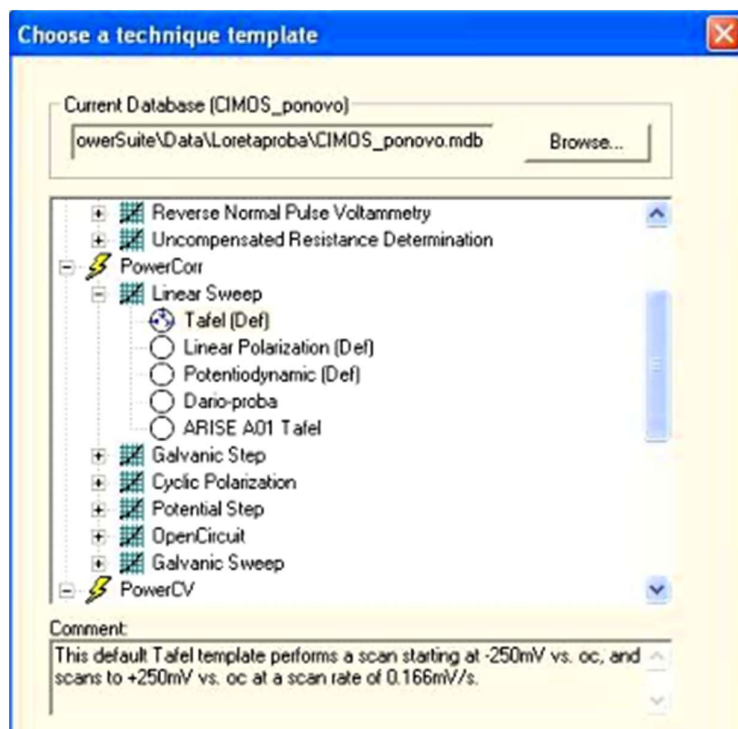 Choose a technique template
Current Database (CIMOS_ponovo)
owerSuite\Data\Loretaproba\CIMOS_ponovo.mdb
Browse...
Reverse Normal Pulse Voltammetry
Uncompensated Resistance Determination
PowerCorr
Linear Sweep
Tafel (Def)
Linear Polarization (Def)
Potentiodynamic (Def)
Dario-proba
ARISE A01 Tafel
Galvanic Step
Cyclic Polarization
Potential Step
OpenCircuit
Galvanic Sweep
PowerCV
Comment:
This default Tafel template performs a scan starting at -250mV vs. oc, and
scans to +250mV vs. oc at a scan rate of 0.166mV/s.